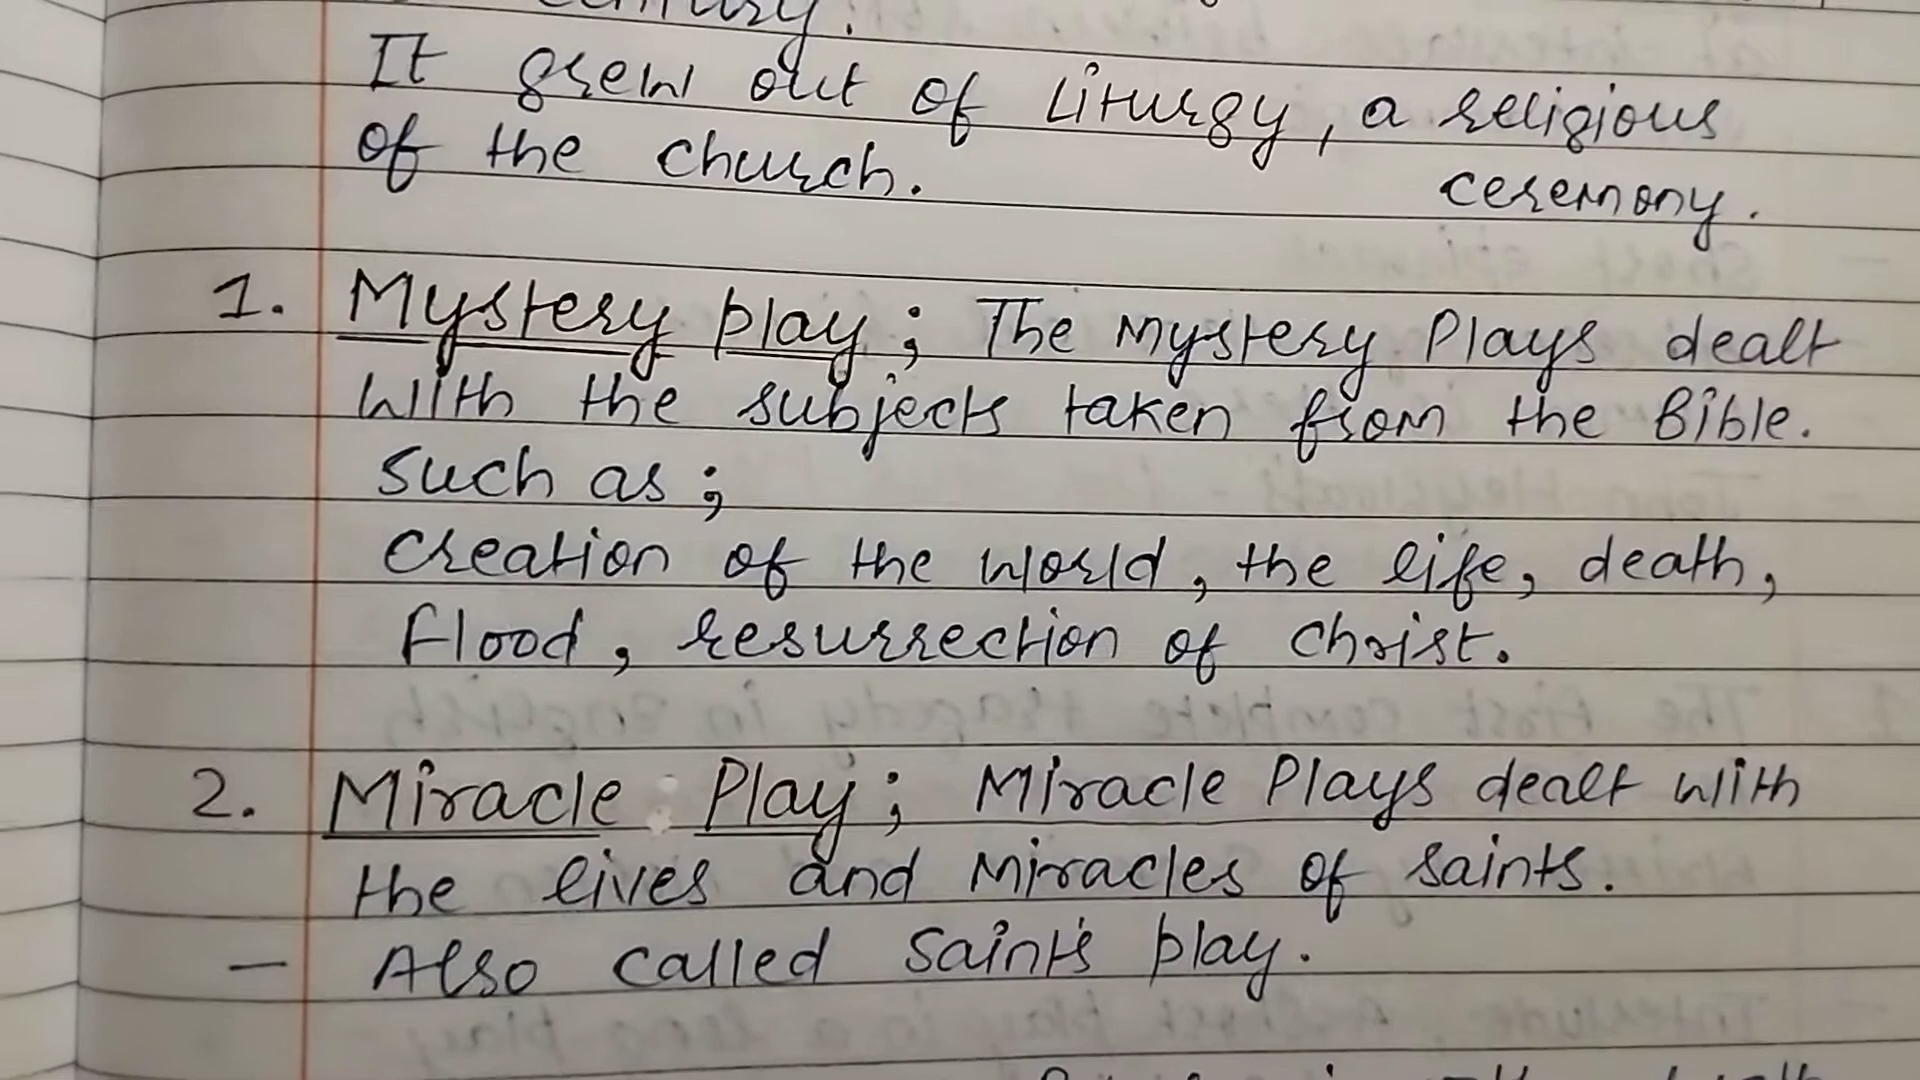 century.
It grew out of Liturgy, a religious
of the church. ceremony.
1. Mystery play; The Mystery Plays dealt
with the subjects taken from the Bible.
Such as;
Creation of the world, the life, death,
flood, resurrection of Christ.
2. Miracle Play; Miracle Plays dealt with
the lives and Miracles of saints.
— Also called Saint's play.